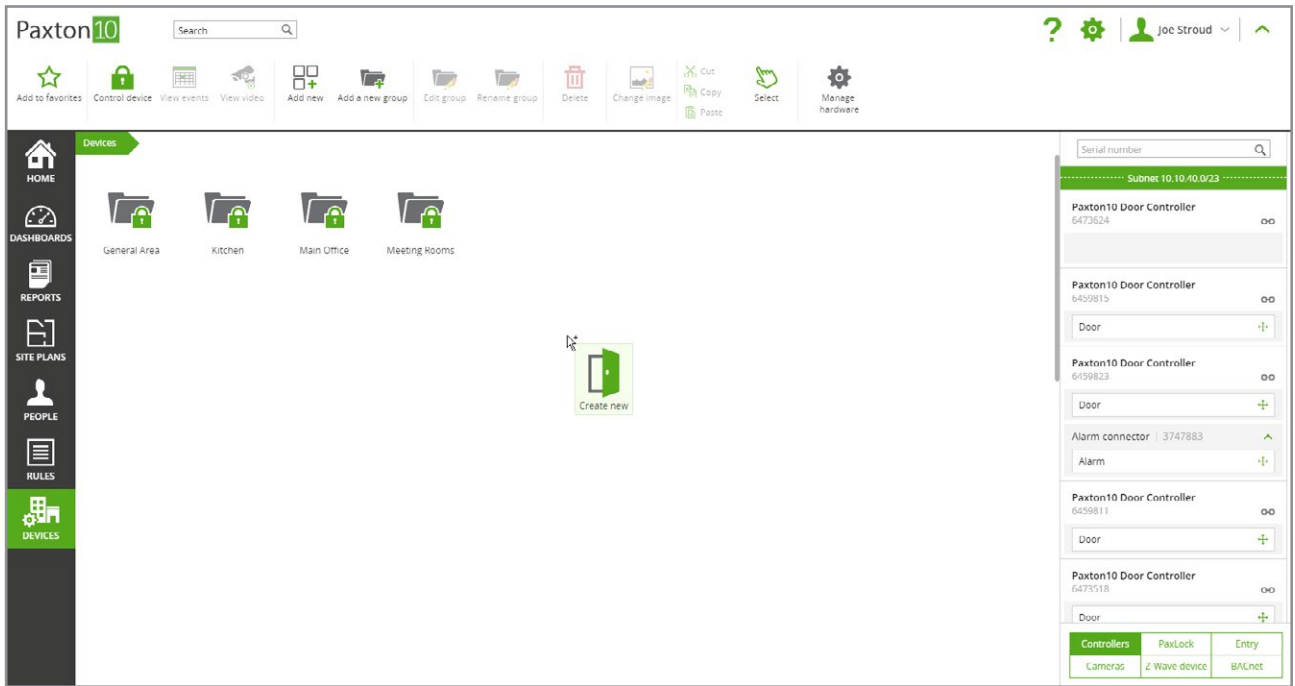 Paxton10
Search
Joe Stroud
Add to favorites
Control device
View events
View video
Add new
Add a new group
Edit group
Rename group
Delete
Change image
Cut
Copy
Paste
Select
Manage
hardware
HOME
DASHBOARDS
REPORTS
SITE PLANS
PEOPLE
RULES
DEVICES
Devices
General Area
Kitchen
Main Office
Meeting Rooms
Create new
Serial number
Subnet 10.10.40.0/23
Paxton10 Door Controller
6473624
Paxton10 Door Controller
6459815
Door
Paxton10 Door Controller
6459823
Door
Alarm connector | 3747883
Alarm
Paxton10 Door Controller
6459811
Door
Paxton10 Door Controller
6473518
Door
Controllers
PaxLock
Entry
Cameras
Z Wave device
BACnet